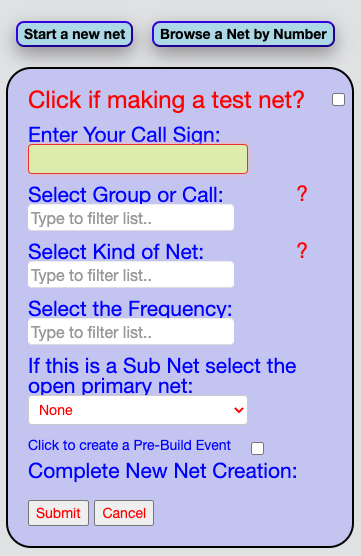 Start a new net
Browse a Net by Number
Click if making a test net?
Enter Your Call Sign:
Select Group or Call:
?
Type to filter list..
Select Kind of Net:
?
Type to filter list..
Select the Frequency:
Type to filter list..
If this is a Sub Net select the
open primary net:
None
Click to create a Pre-Build Event
Complete New Net Creation:
Submit
Cancel